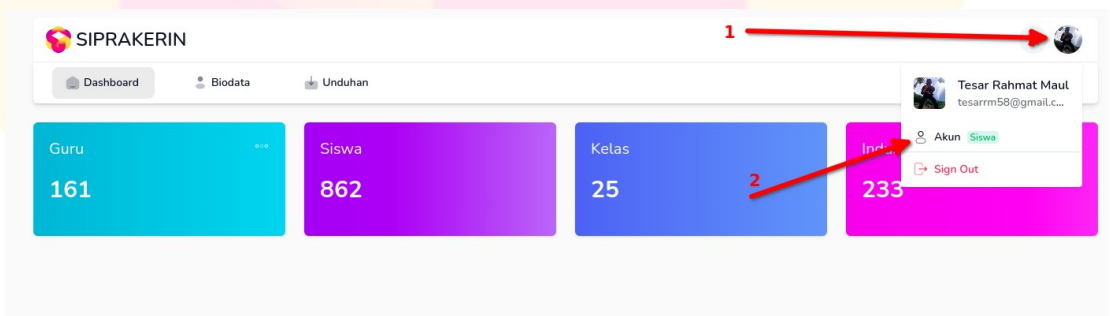 SIPRAKERIN
1
Dashboard
Biodata
Unduhan
Tesar Rahmat Maul
tesarrm58@gmail.c...
Akun Siswa
Sign Out
Guru
161
Siswa
862
Kelas
25
2
Indu
233